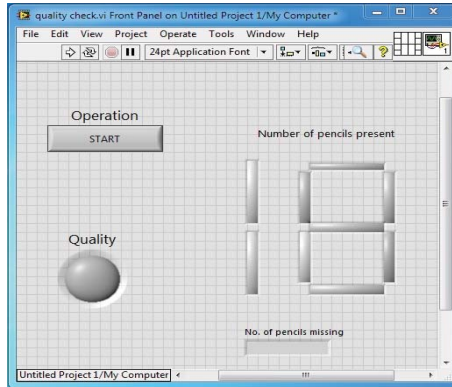 quality check.vi Front Panel on Untitled Project 1/My Computer *
File Edit View Project Operate Tools Window Help
24pt Application Font
Operation
START
Number of pencils present
18
Quality
No. of pencils missing
Untitled Project 1/My Computer